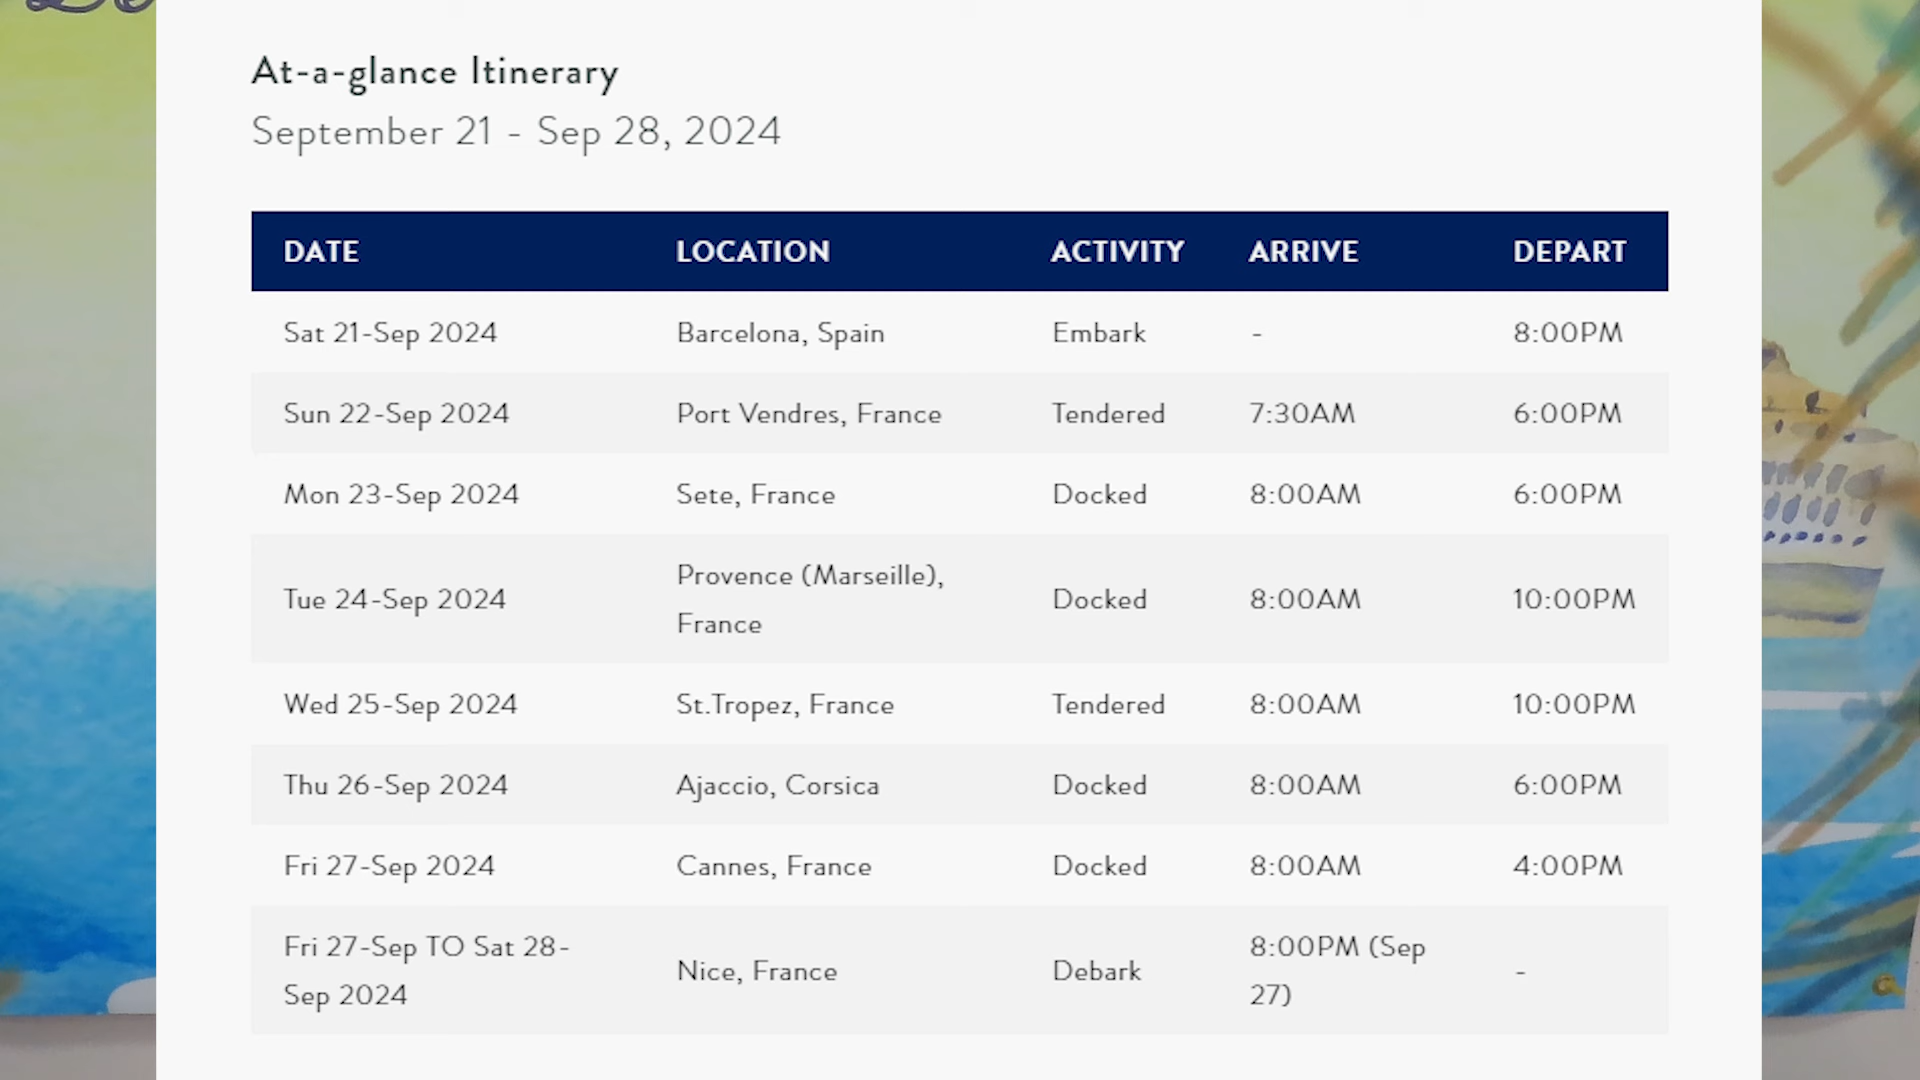 At-a-glance Itinerary
September 21 - Sep 28, 2024
DATE LOCATION ACTIVITY ARRIVE DEPART
Sat 21-Sep 2024 Barcelona, Spain Embark - 8:00PM
Sun 22-Sep 2024 Port Vendres, France Tendered 7:30AM 6:00PM
Mon 23-Sep 2024 Sete, France Docked 8:00AM 6:00PM
Tue 24-Sep 2024 Provence (Marseille), Docked 8:00AM 10:00PM
France
Wed 25-Sep 2024 St.Tropez, France Tendered 8:00AM 10:00PM
Thu 26-Sep 2024 Ajaccio, Corsica Docked 8:00AM 6:00PM
Fri 27-Sep 2024 Cannes, France Docked 8:00AM 4:00PM
Fri 27-Sep TO Sat 28- Nice, France Debark 8:00PM (Sep -
Sep 2024 27)